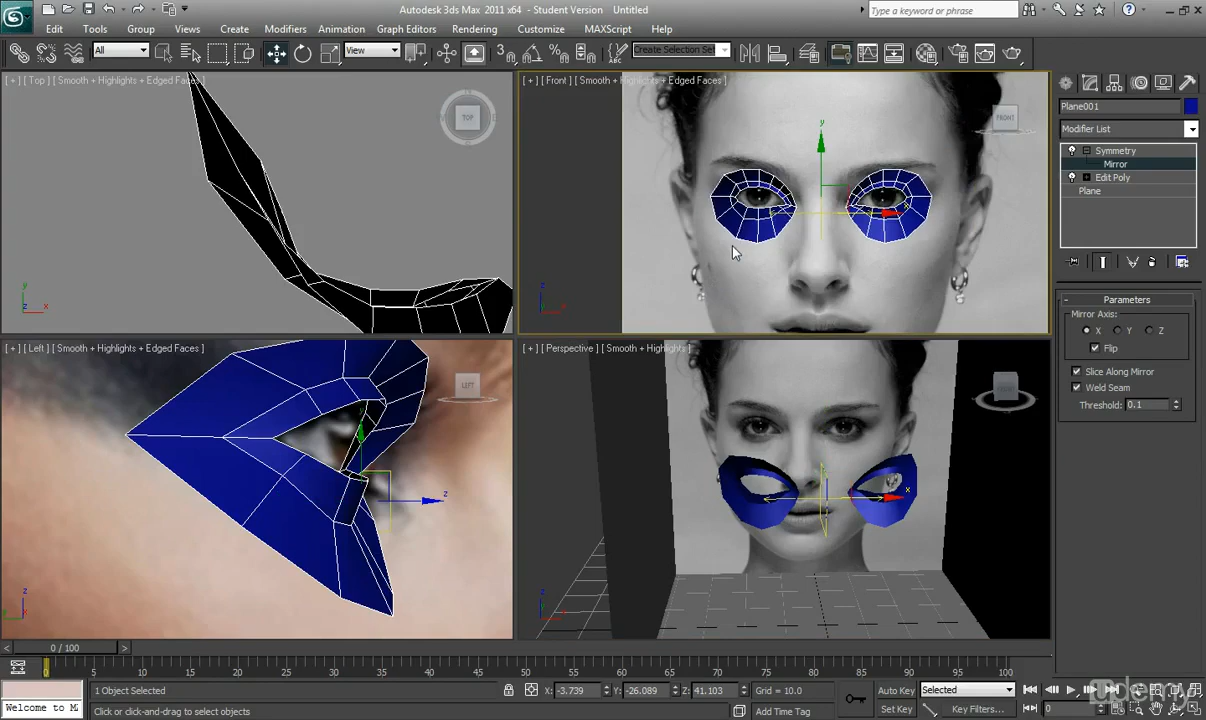 Autodesk 3ds Max 2011 x64 - Student Version Untitled
Type a keyword or phrase
Edit Tools Group Views Create Modifiers Animation Graph Editors Rendering Customize MAXScript Help
All View Create Selection Set
[ + ] [ Top ] [ Smooth + Highlights + Edged Faces ]
TOP
[ + ] [ Front ] [ Smooth + Highlights + Edged Faces ]
FRONT
y
x
y
z x
z
x
Plane001
Modifier List
Symmetry
Mirror
Edit Poly
Plane
Parameters
Mirror Axis:
X Y Z
Flip
Slice Along Mirror
Weld Seam
Threshold: 0.1
[ + ] [ Left ] [ Smooth + Highlights + Edged Faces ]
LEFT
z
z
[ + ] [ Perspective ] [ Smooth + Highlights ]
x
z
0 / 100
0 5 10 15 20 25 30 35 40 45 50 55 60 65 70 75 80 85 90 95 100
1 Object Selected
X: -3.739 Y: -26.089 Z: 41.103 Grid = 10.0
Auto Key Selected
Welcome to M
Click or click-and-drag to select objects
Add Time Tag
Set Key Key Filters... 0
udemy